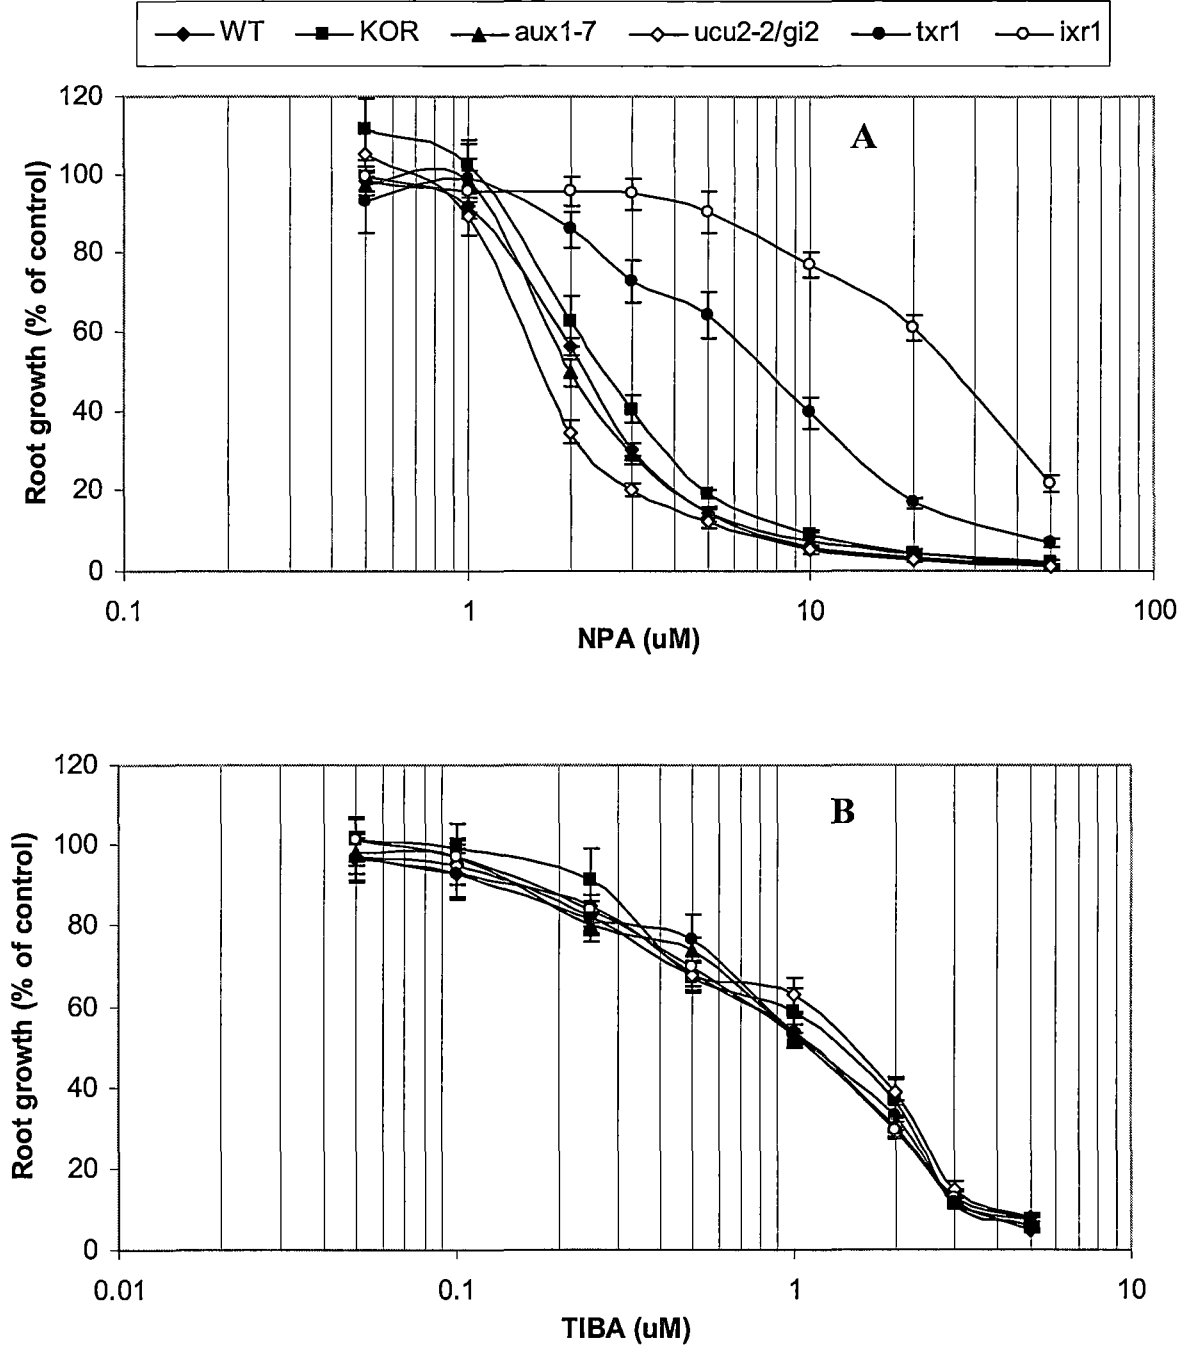 WT KOR aux1-7 ucu2-2/gi2 txr1 ixr1
A
Root growth (% of control)
120
100
80
60
40
20
0
0.1 1 10 100
NPA (uM)
B
Root growth (% of control)
120
100
80
60
40
20
0
0.01 0.1 1 10
TIBA (uM)